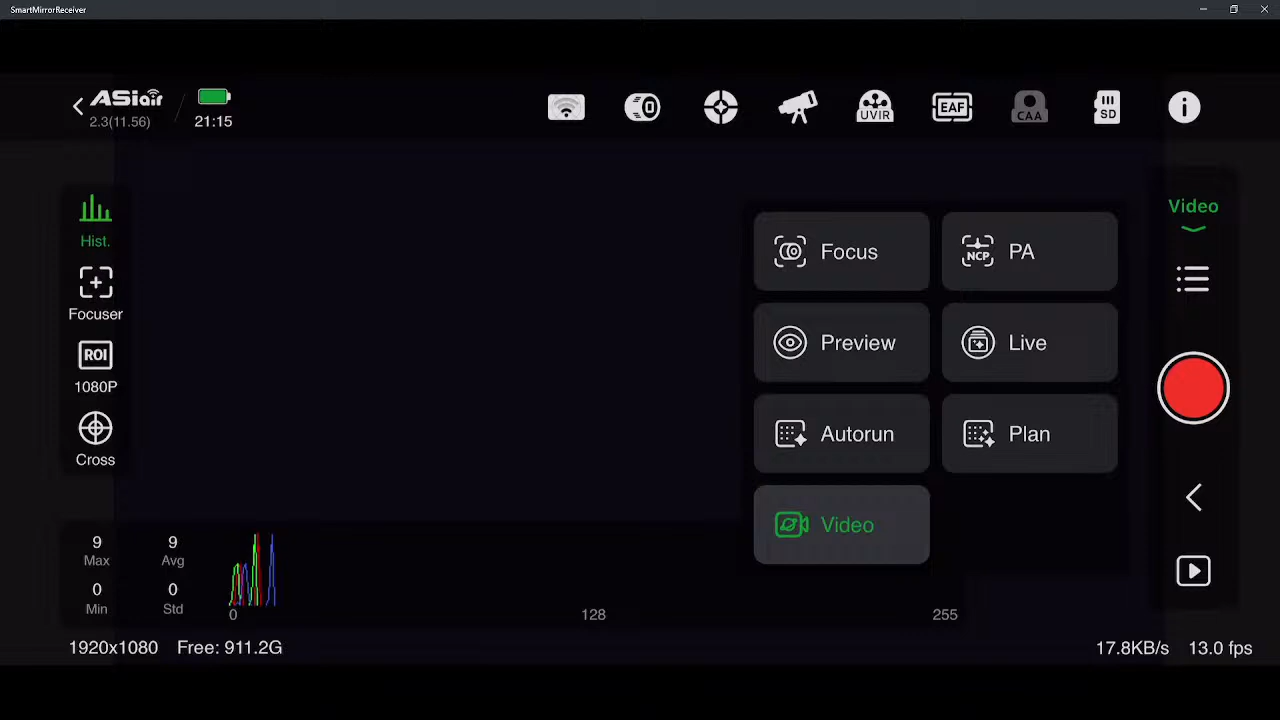 SmartMirrorReceiver
ASiair
2.3(11.56)
21:15
UVIR
EAF
CAA
SD
Hist.
Focuser
ROI
1080P
Cross
Focus
NCP
PA
Preview
Live
Autorun
Plan
Video
Video
9
Max
9
Avg
0
Min
0
Std
0
128
255
1920x1080
Free: 911.2G
17.8KB/s
13.0 fps